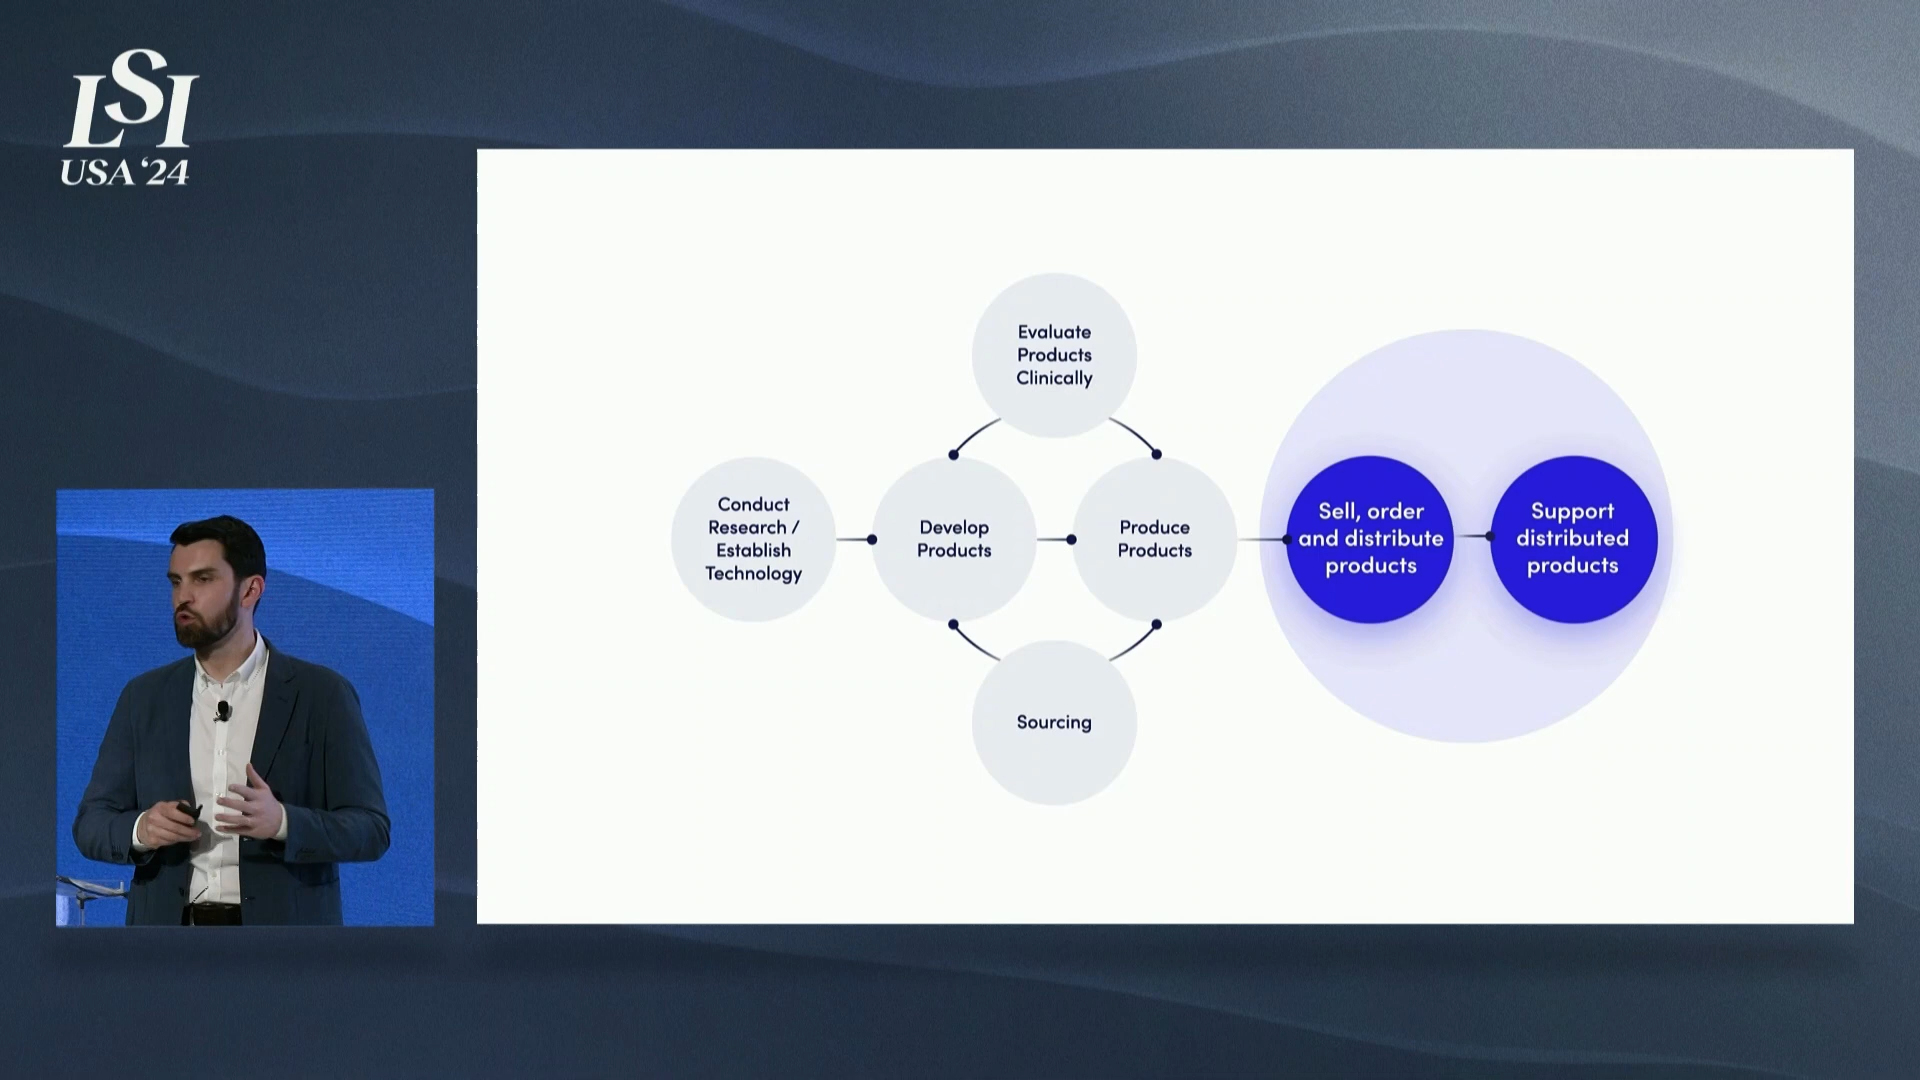 LSI
USA '24
Evaluate
Products
Clinically
Conduct
Research /
Establish
Technology
Develop
Products
Produce
Products
Sell, order
and distribute
products
Support
distributed
products
Sourcing